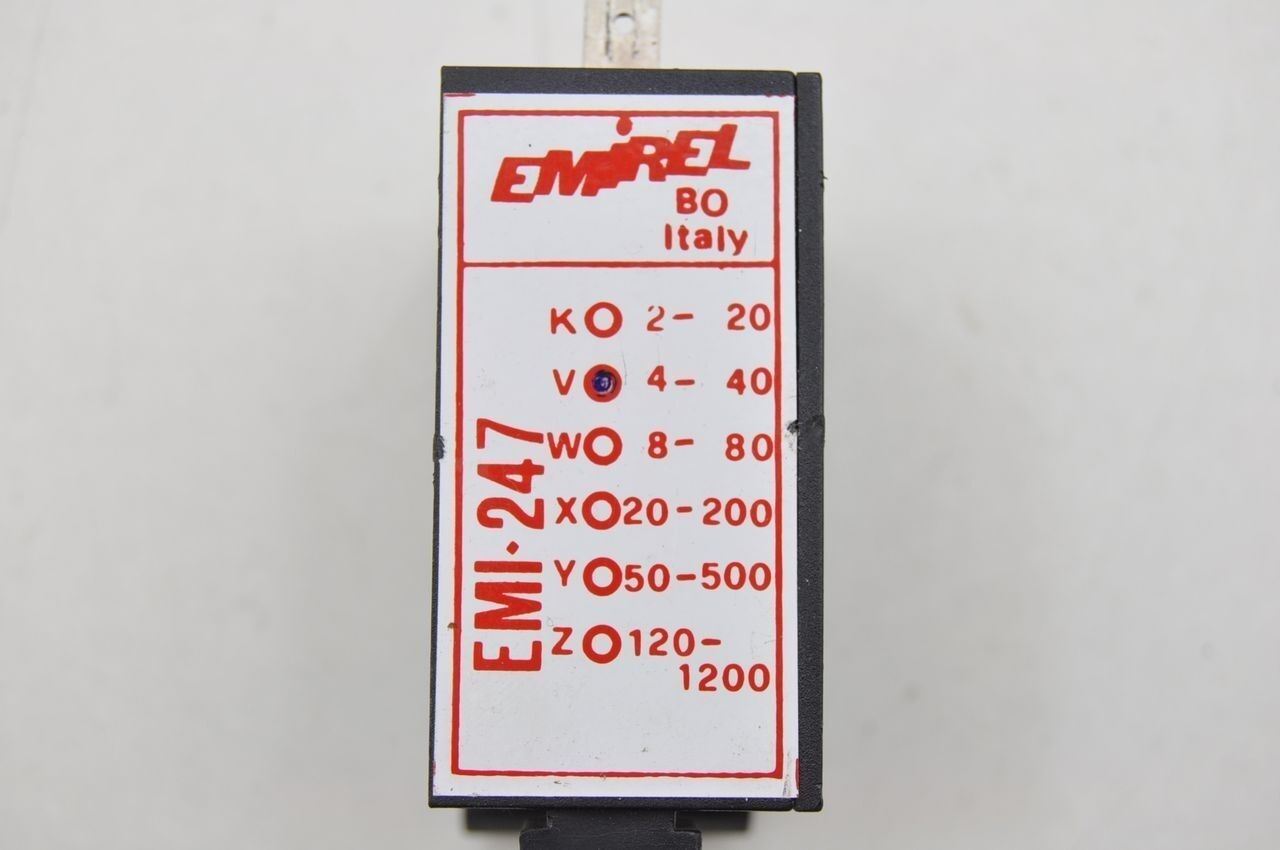 EMiREL
BO
Italy
K 2- 20
V 4- 40
W 8- 80
X 20-200
Y 50-500
Z 120-
1200
EMI·247